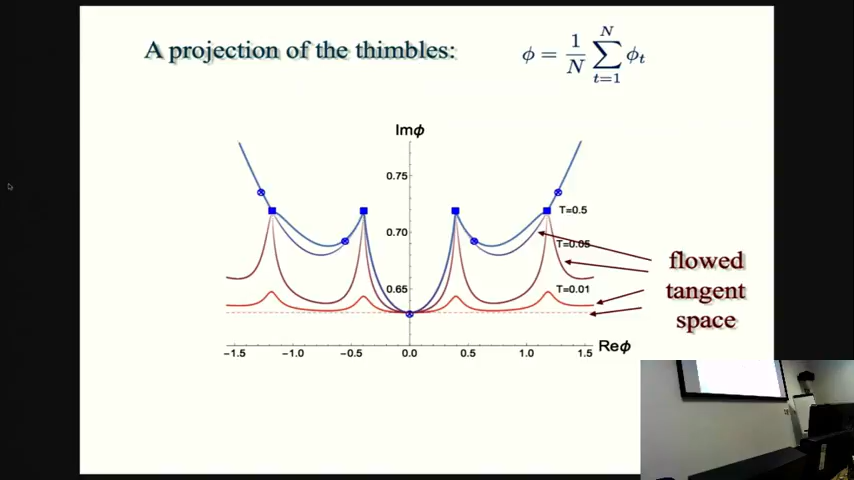 A projection of the thimbles:
ϕ = 1/N ∑_{t=1}^{N} ϕ_t
Imϕ
0.75
0.70
0.65
T=0.5
T=0.05
T=0.01
flowed
tangent
space
−1.5 −1.0 −0.5 0.0 0.5 1.0 1.5
Reϕ